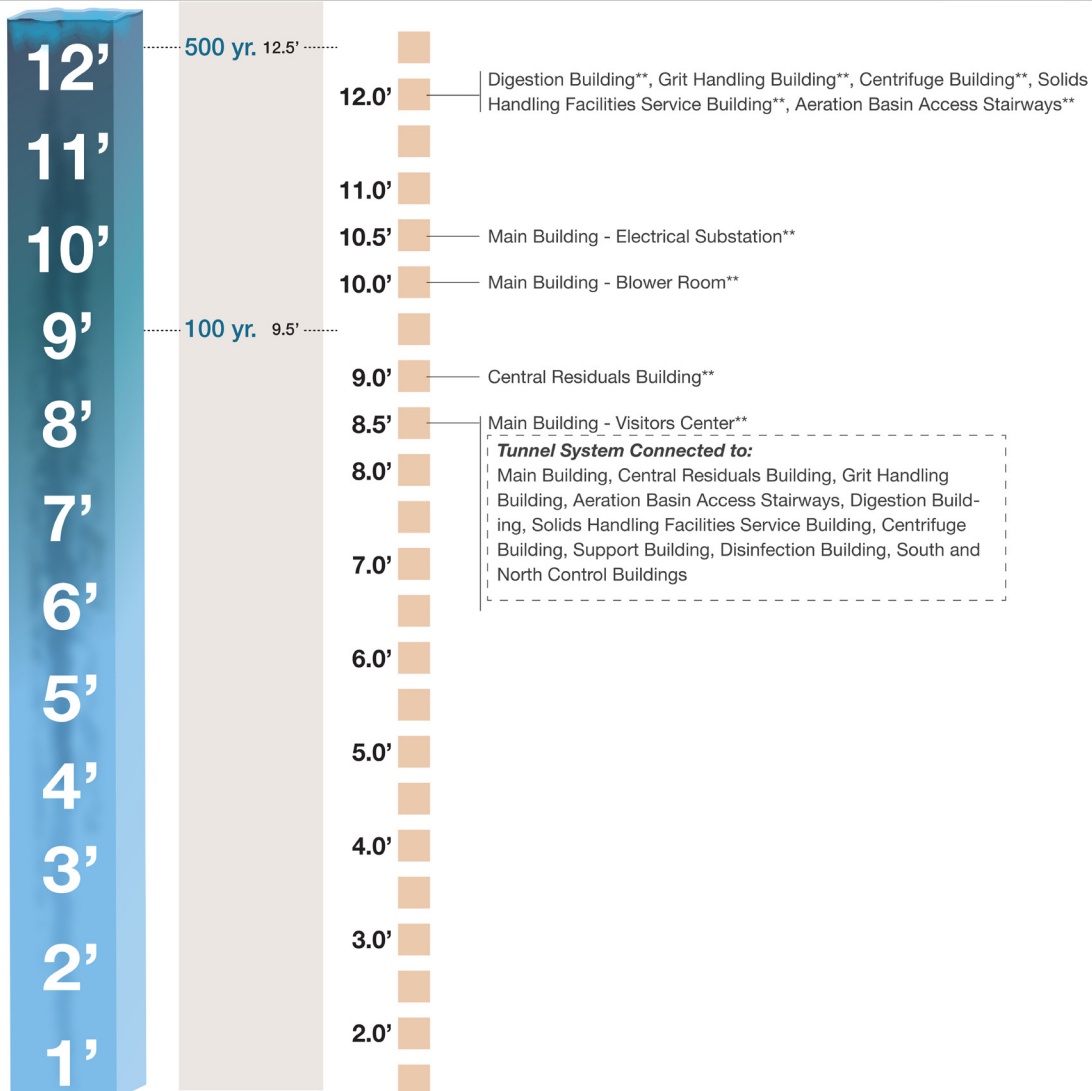 12’
500 yr. 12.5’
12.0’
Digestion Building**, Grit Handling Building**, Centrifuge Building**, Solids
Handling Facilities Service Building**, Aeration Basin Access Stairways**
11’
11.0’
10’
10.5’
Main Building - Electrical Substation**
10.0’
Main Building - Blower Room**
9’
100 yr. 9.5’
9.0’
Central Residuals Building**
8’
8.5’
Main Building - Visitors Center**
Tunnel System Connected to:
8.0’
Main Building, Central Residuals Building, Grit Handling
Building, Aeration Basin Access Stairways, Digestion Build-
ing, Solids Handling Facilities Service Building, Centrifuge
Building, Support Building, Disinfection Building, South and
North Control Buildings
7’
7.0’
6’
6.0’
5’
5.0’
4’
4.0’
3’
3.0’
2’
2.0’
1’